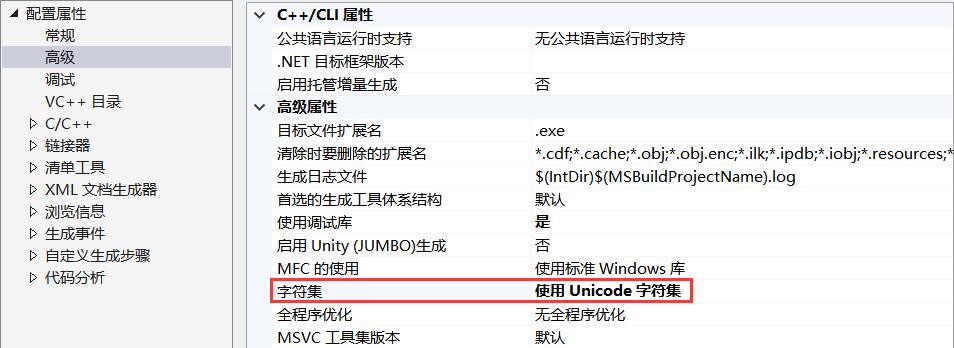 配置属性
常规
高级
调试
VC++ 目录
C/C++
链接器
清单工具
XML 文档生成器
浏览信息
生成事件
自定义生成步骤
代码分析
C++/CLI 属性
公共语言运行时支持 无公共语言运行时支持
.NET 目标框架版本
启用托管增量生成 否
高级属性
目标文件扩展名 .exe
清除时要删除的扩展名 *.cdf;*.cache;*.obj;*.obj.enc;*.ilk;*.ipdb;*.iobj;*.resources;*
生成日志文件 $(IntDir)$(MSBuildProjectName).log
首选的生成工具体系结构 默认
使用调试库 是
启用 Unity (JUMBO)生成 否
MFC 的使用 使用标准 Windows 库
字符集 使用 Unicode 字符集
全程序优化 无全程序优化
MSVC 工具集版本 默认